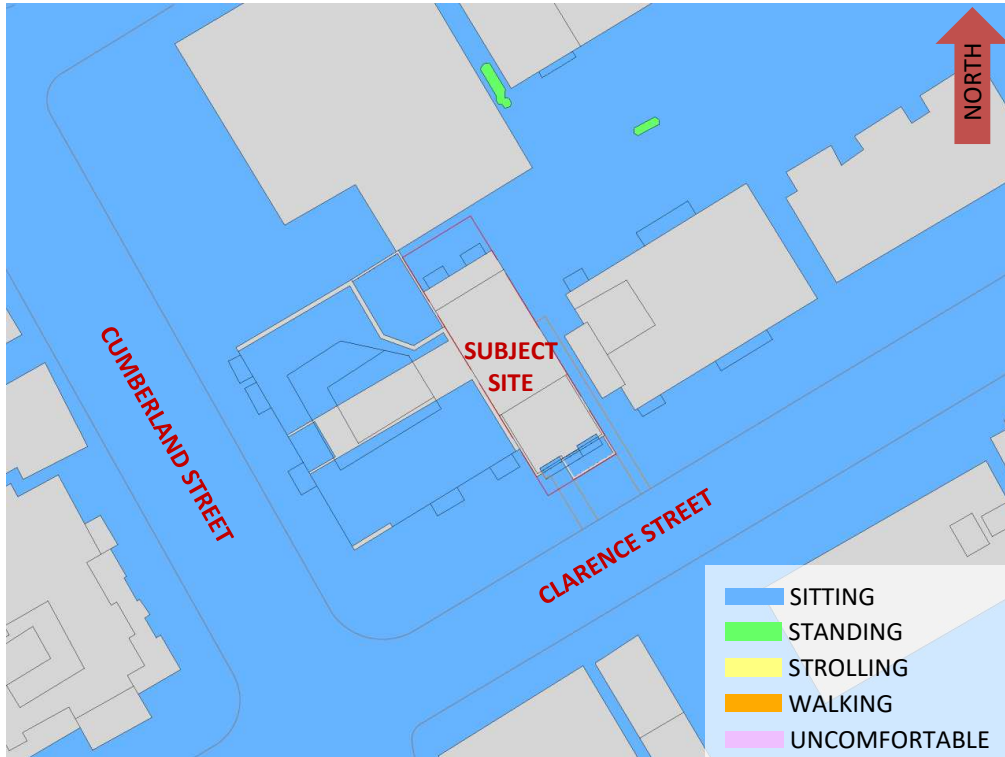 NORTH
CUMBERLAND STREET
SUBJECT
SITE
CLARENCE STREET
SITTING
STANDING
STROLLING
WALKING
UNCOMFORTABLE